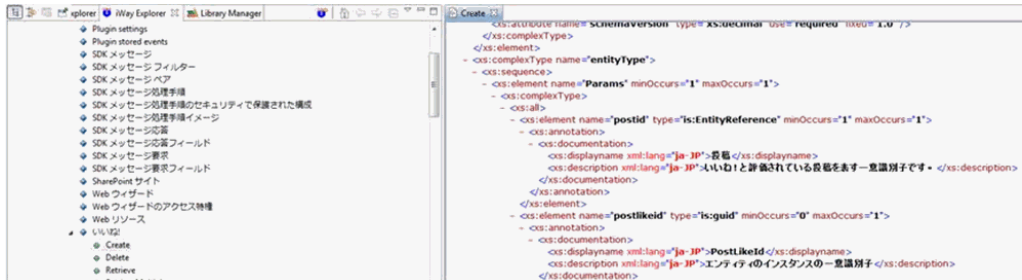 xplorer
iWay Explorer
Library Manager
Plugin settings
Plugin stored events
SDK メッセージ
SDK メッセージ フィルター
SDK メッセージ ペア
SDK メッセージ処理手順
SDK メッセージ処理手順のセキュリティで保護された構成
SDK メッセージ処理手順イメージ
SDK メッセージ応答
SDK メッセージ応答フィールド
SDK メッセージ要求
SDK メッセージ要求フィールド
SharePoint サイト
Web ウィザード
Web ウィザードのアクセス特権
Web リソース
いいね!
Create
Delete
Retrieve
Create
<xs:attribute name="schemaVersion" type="xs:decimal" use="required" fixed="1.0" />
</xs:complexType>
</xs:element>
- <xs:complexType name="entityType">
- <xs:sequence>
- <xs:element name="Params" minOccurs="1" maxOccurs="1">
- <xs:complexType>
- <xs:all>
- <xs:element name="postid" type="is:EntityReference" minOccurs="1" maxOccurs="1">
- <xs:annotation>
- <xs:documentation>
<xs:displayname xml:lang="ja-JP">投稿</xs:displayname>
<xs:description xml:lang="ja-JP">いいね!と評価されている投稿を表す一意識別子です。</xs:description>
</xs:documentation>
</xs:annotation>
</xs:element>
- <xs:element name="postlikeid" type="is:guid" minOccurs="0" maxOccurs="1">
- <xs:annotation>
- <xs:documentation>
<xs:displayname xml:lang="ja-JP">PostLikeId</xs:displayname>
<xs:description xml:lang="ja-JP">エンティティのインスタンスの一意識別子</xs:description>
</xs:documentation>